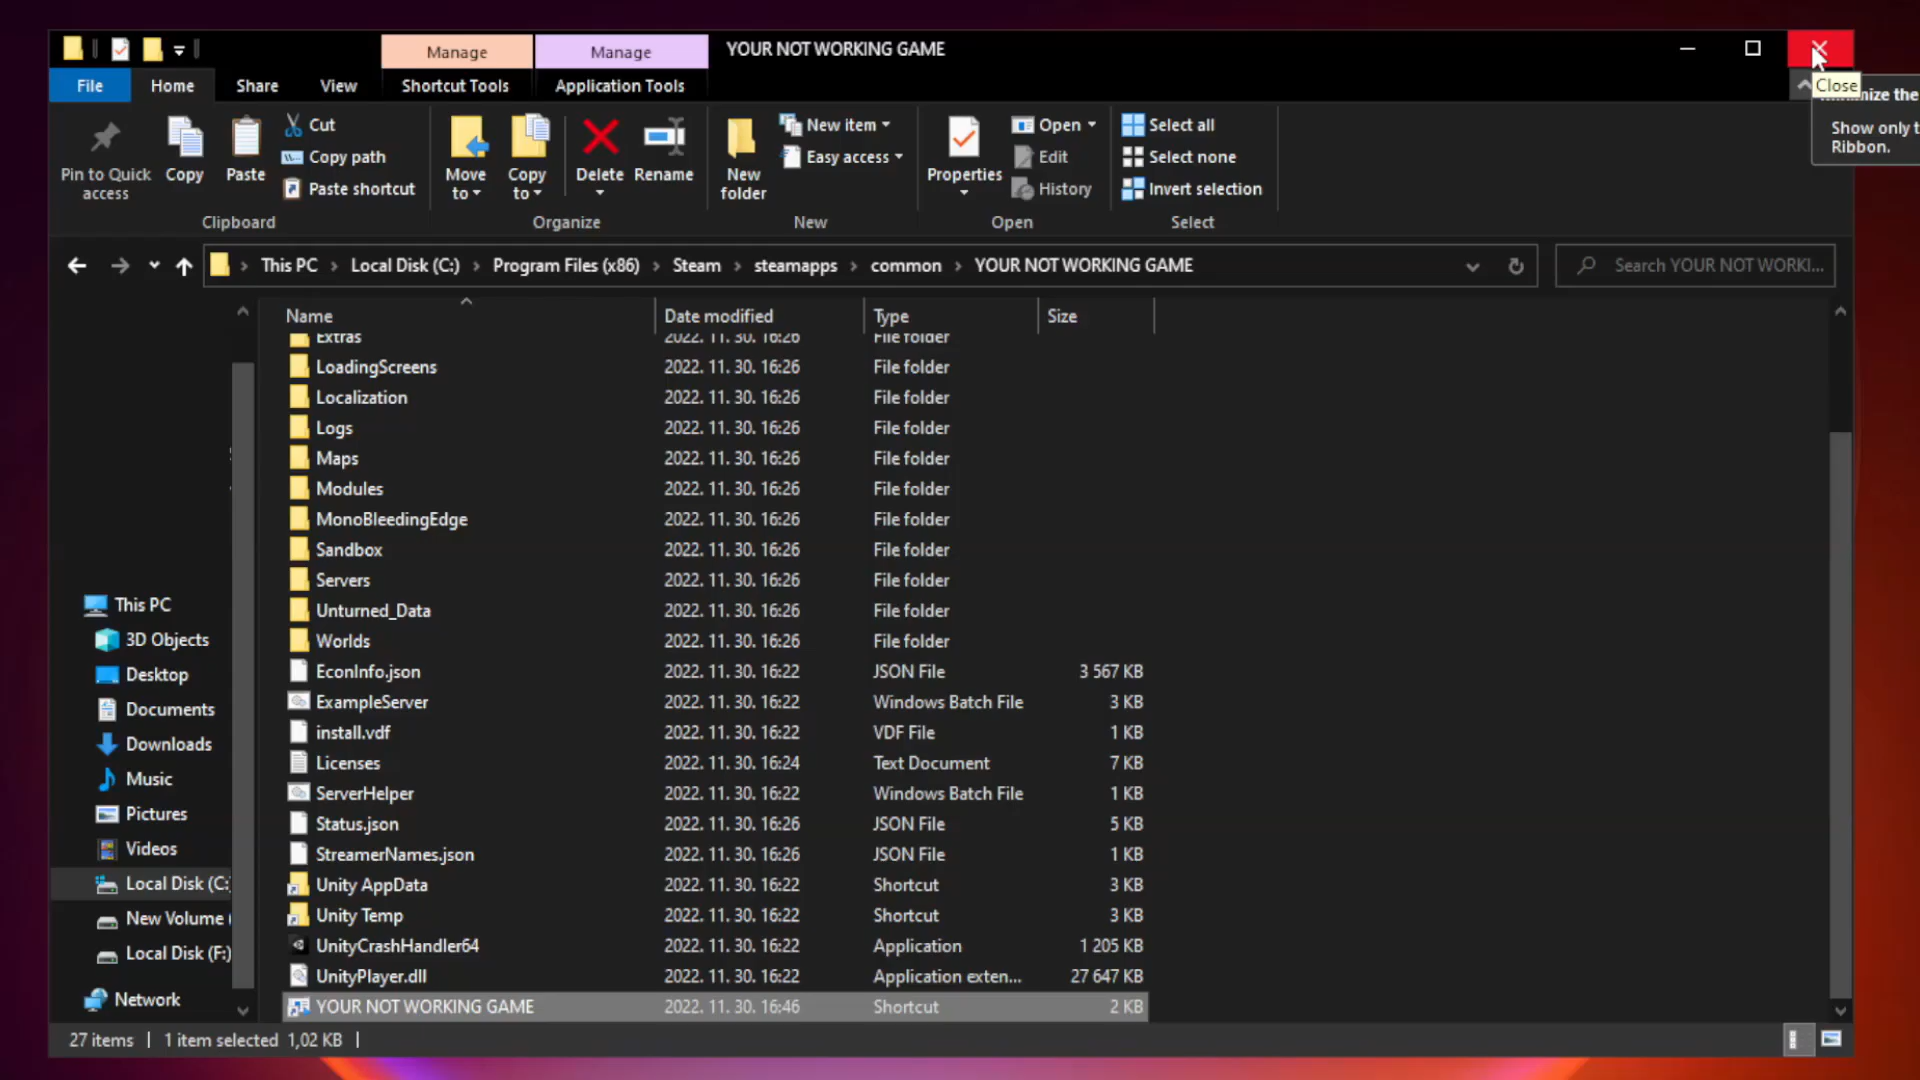 Manage
Manage
YOUR NOT WORKING GAME
File
Home
Share
View
Shortcut Tools
Application Tools
Close
the
Show only t
Ribbon.
Pin to Quick access
Copy
Paste
Cut
Copy path
Paste shortcut
Clipboard
Move to
Copy to
Delete
Rename
Organize
New folder
New item
Easy access
New
Properties
Open
Edit
History
Open
Select all
Select none
Invert selection
Select
This PC
Local Disk (C:)
Program Files (x86)
Steam
steamapps
common
YOUR NOT WORKING GAME
Search YOUR NOT WORKI...
Name Date modified Type Size
Extras 2022. 11. 30. 16:26 File folder
LoadingScreens 2022. 11. 30. 16:26 File folder
Localization 2022. 11. 30. 16:26 File folder
Logs 2022. 11. 30. 16:26 File folder
Maps 2022. 11. 30. 16:26 File folder
Modules 2022. 11. 30. 16:26 File folder
MonoBleedingEdge 2022. 11. 30. 16:26 File folder
Sandbox 2022. 11. 30. 16:26 File folder
Servers 2022. 11. 30. 16:26 File folder
Unturned_Data 2022. 11. 30. 16:26 File folder
Worlds 2022. 11. 30. 16:26 File folder
EconInfo.json 2022. 11. 30. 16:22 JSON File 3 567 KB
ExampleServer 2022. 11. 30. 16:22 Windows Batch File 3 KB
install.vdf 2022. 11. 30. 16:22 VDF File 1 KB
Licenses 2022. 11. 30. 16:24 Text Document 7 KB
ServerHelper 2022. 11. 30. 16:22 Windows Batch File 1 KB
Status.json 2022. 11. 30. 16:26 JSON File 5 KB
StreamerNames.json 2022. 11. 30. 16:26 JSON File 1 KB
Unity AppData 2022. 11. 30. 16:22 Shortcut 3 KB
Unity Temp 2022. 11. 30. 16:22 Shortcut 3 KB
UnityCrashHandler64 2022. 11. 30. 16:22 Application 1 205 KB
UnityPlayer.dll 2022. 11. 30. 16:22 Application exten... 27 647 KB
YOUR NOT WORKING GAME 2022. 11. 30. 16:46 Shortcut 2 KB
This PC
3D Objects
Desktop
Documents
Downloads
Music
Pictures
Videos
Local Disk (C:)
New Volume (
Local Disk (F:)
Network
27 items
1 item selected 1,02 KB